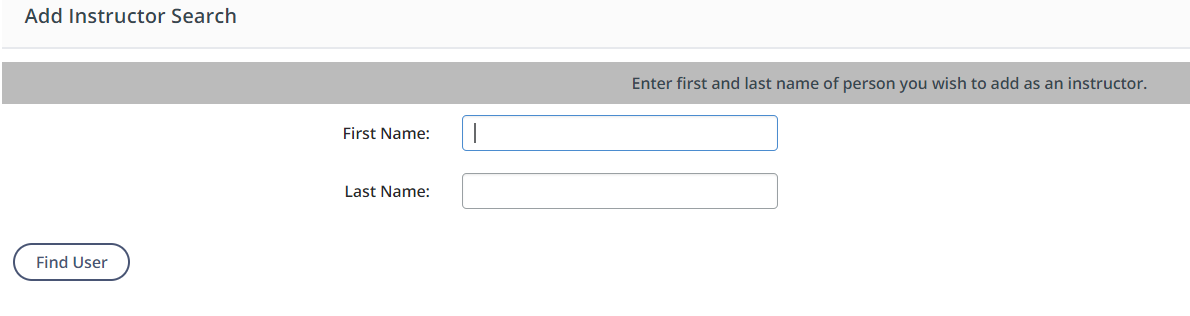 Add Instructor Search
Enter first and last name of person you wish to add as an instructor.
First Name:
Last Name:
Find User